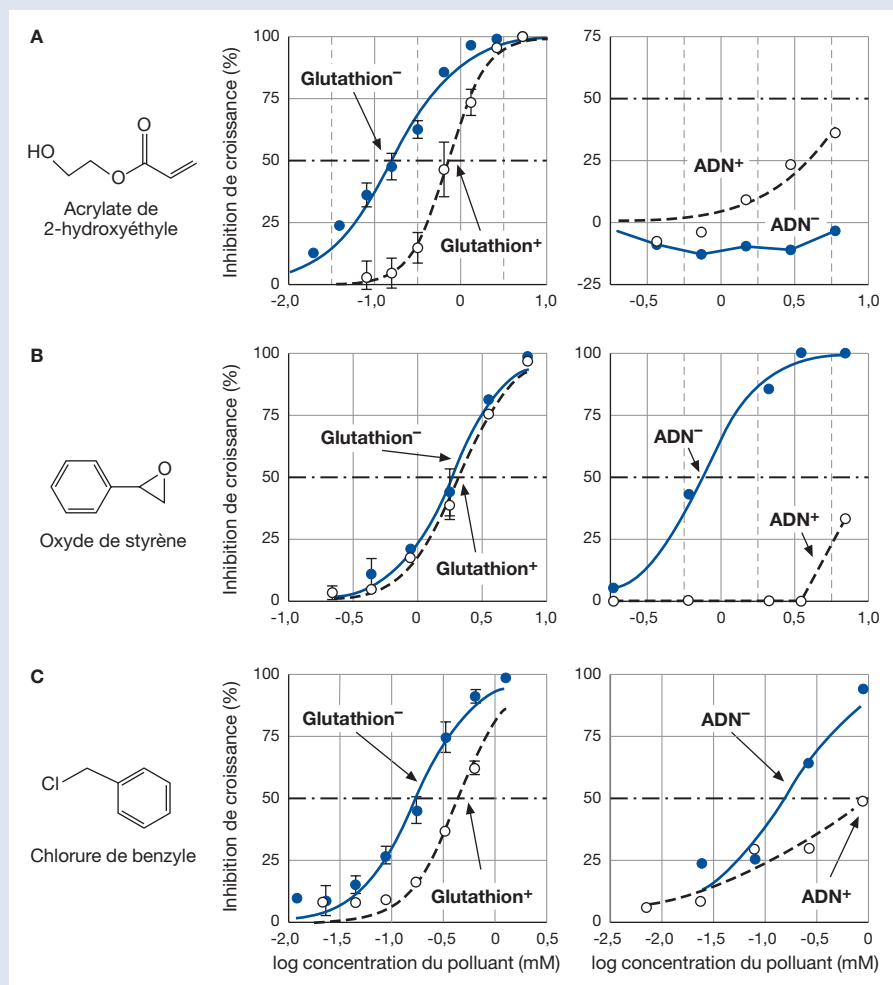 A
Inhibition de croissance (%)
100
75
50
25
0
-2,0
-1,0
0
1,0
Glutathion⁻
Glutathion⁺
75
50
25
0
-25
-0,5
0
0,5
1,0
ADN⁺
ADN⁻
HO
O
O
Acrylate de
2-hydroxyéthyle
B
Inhibition de croissance (%)
100
75
50
25
0
-1,0
-0,5
0
0,5
1,0
Glutathion⁻
Glutathion⁺
100
75
50
25
0
-0,5
0
0,5
1,0
ADN⁻
ADN⁺
O
Oxyde de styrène
C
Inhibition de croissance (%)
100
75
50
25
0
-2,0
-1,5
-1,0
-0,5
0
0,5
log concentration du polluant (mM)
Glutathion⁻
Glutathion⁺
100
75
50
25
0
-2,5
-2,0
-1,5
-1,0
-0,5
0
log concentration du polluant (mM)
ADN⁻
ADN⁺
Cl
Chlorure de benzyle